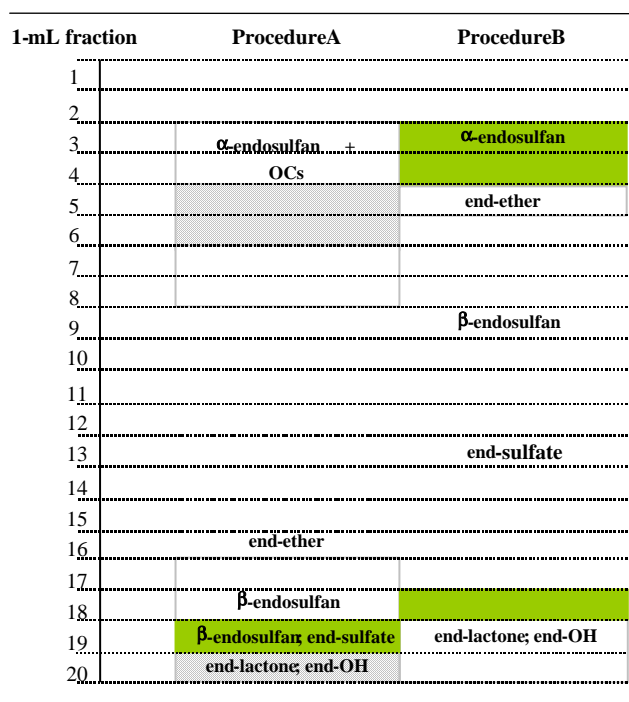 1-mL fraction ProcedureA ProcedureB
1
2
α-endosulfan + α-endosulfan
3
OCs
4
end-ether
5
6
7
8
β-endosulfan
9
10
11
12
end-sulfate
13
14
15
end-ether
16
17
β-endosulfan
18
β-endosulfan; end-sulfate end-lactone; end-OH
19
end-lactone; end-OH
20